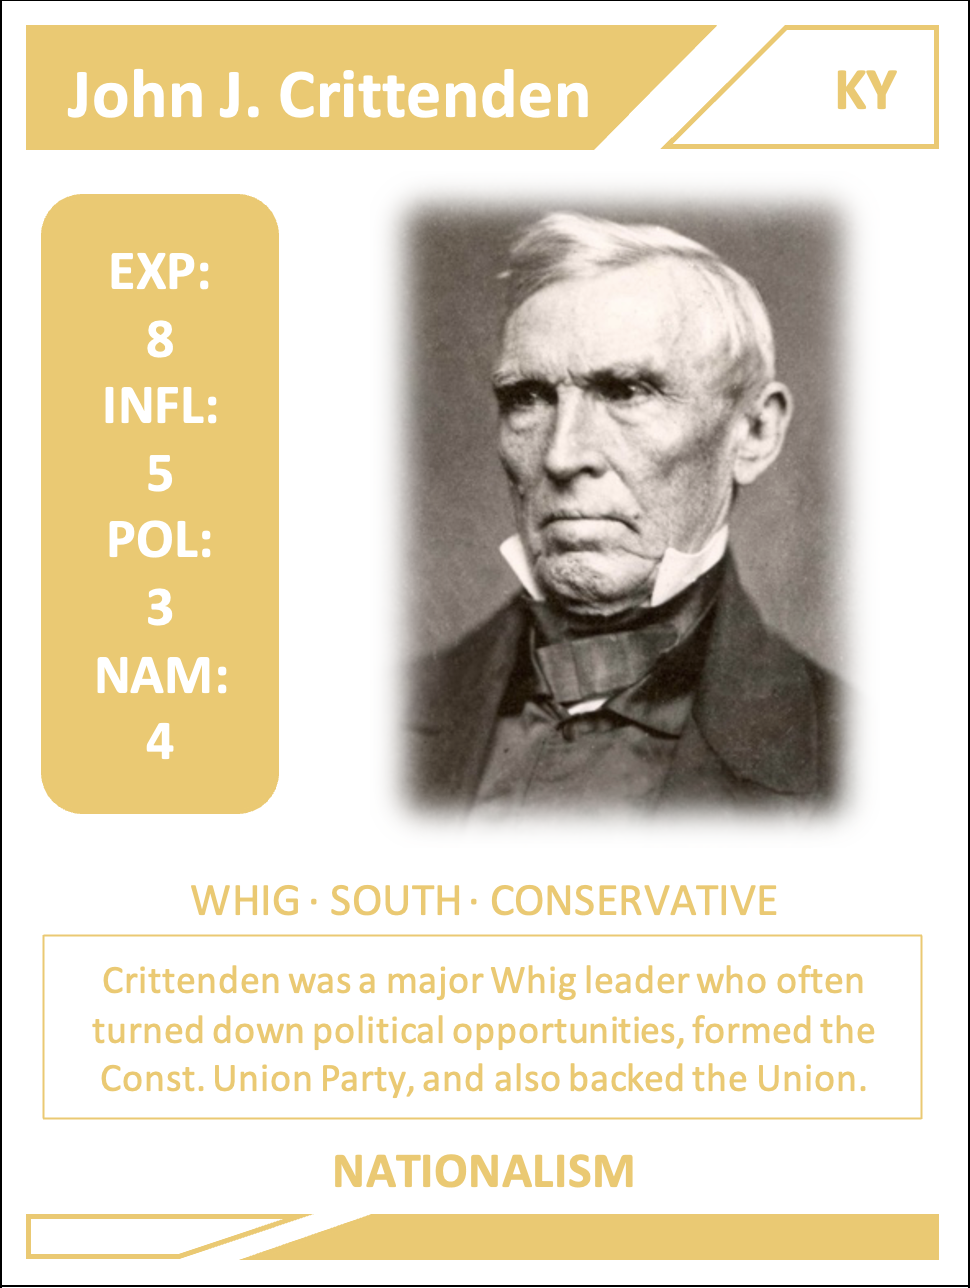 John J. Crittenden
KY
EXP:
8
INFL:
5
POL:
3
NAM:
4
WHIG · SOUTH · CONSERVATIVE
Crittenden was a major Whig leader who often
turned down political opportunities, formed the
Const. Union Party, and also backed the Union.
NATIONALISM